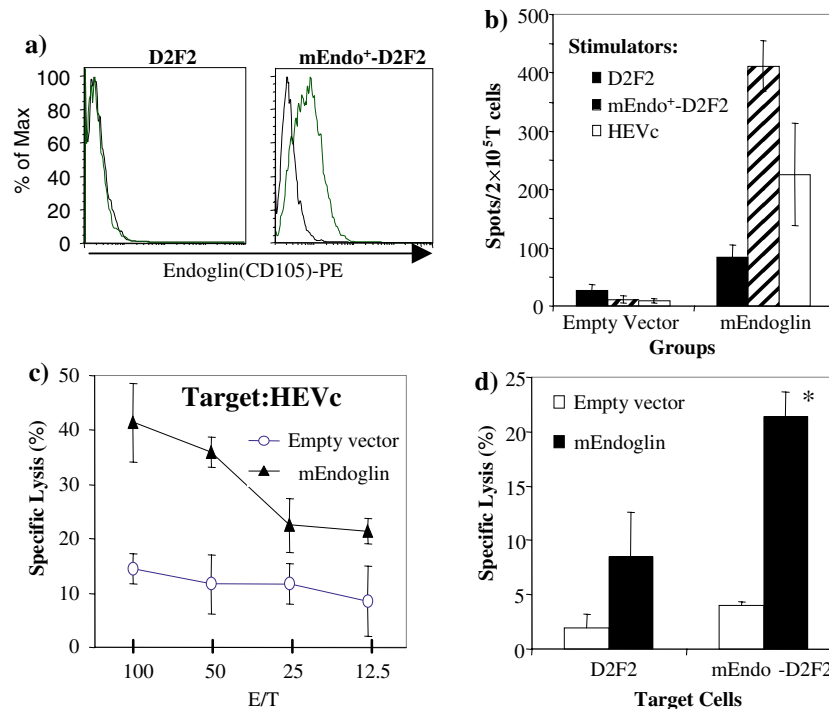 a)
D2F2
mEndo⁺-D2F2
% of Max
100
80
60
40
20
0
Endoglin(CD105)-PE
b)
Spots/2×10⁵T cells
500
400
300
200
100
0
Stimulators:
D2F2
mEndo⁺-D2F2
HEVc
Empty Vector
mEndoglin
Groups
c)
Target:HEVc
Specific Lysis (%)
50
40
30
20
10
0
Empty vector
mEndoglin
100
50
25
12.5
E/T
d)
Specific Lysis (%)
25
20
15
10
5
0
Empty vector
mEndoglin
*
D2F2
mEndo -D2F2
Target Cells